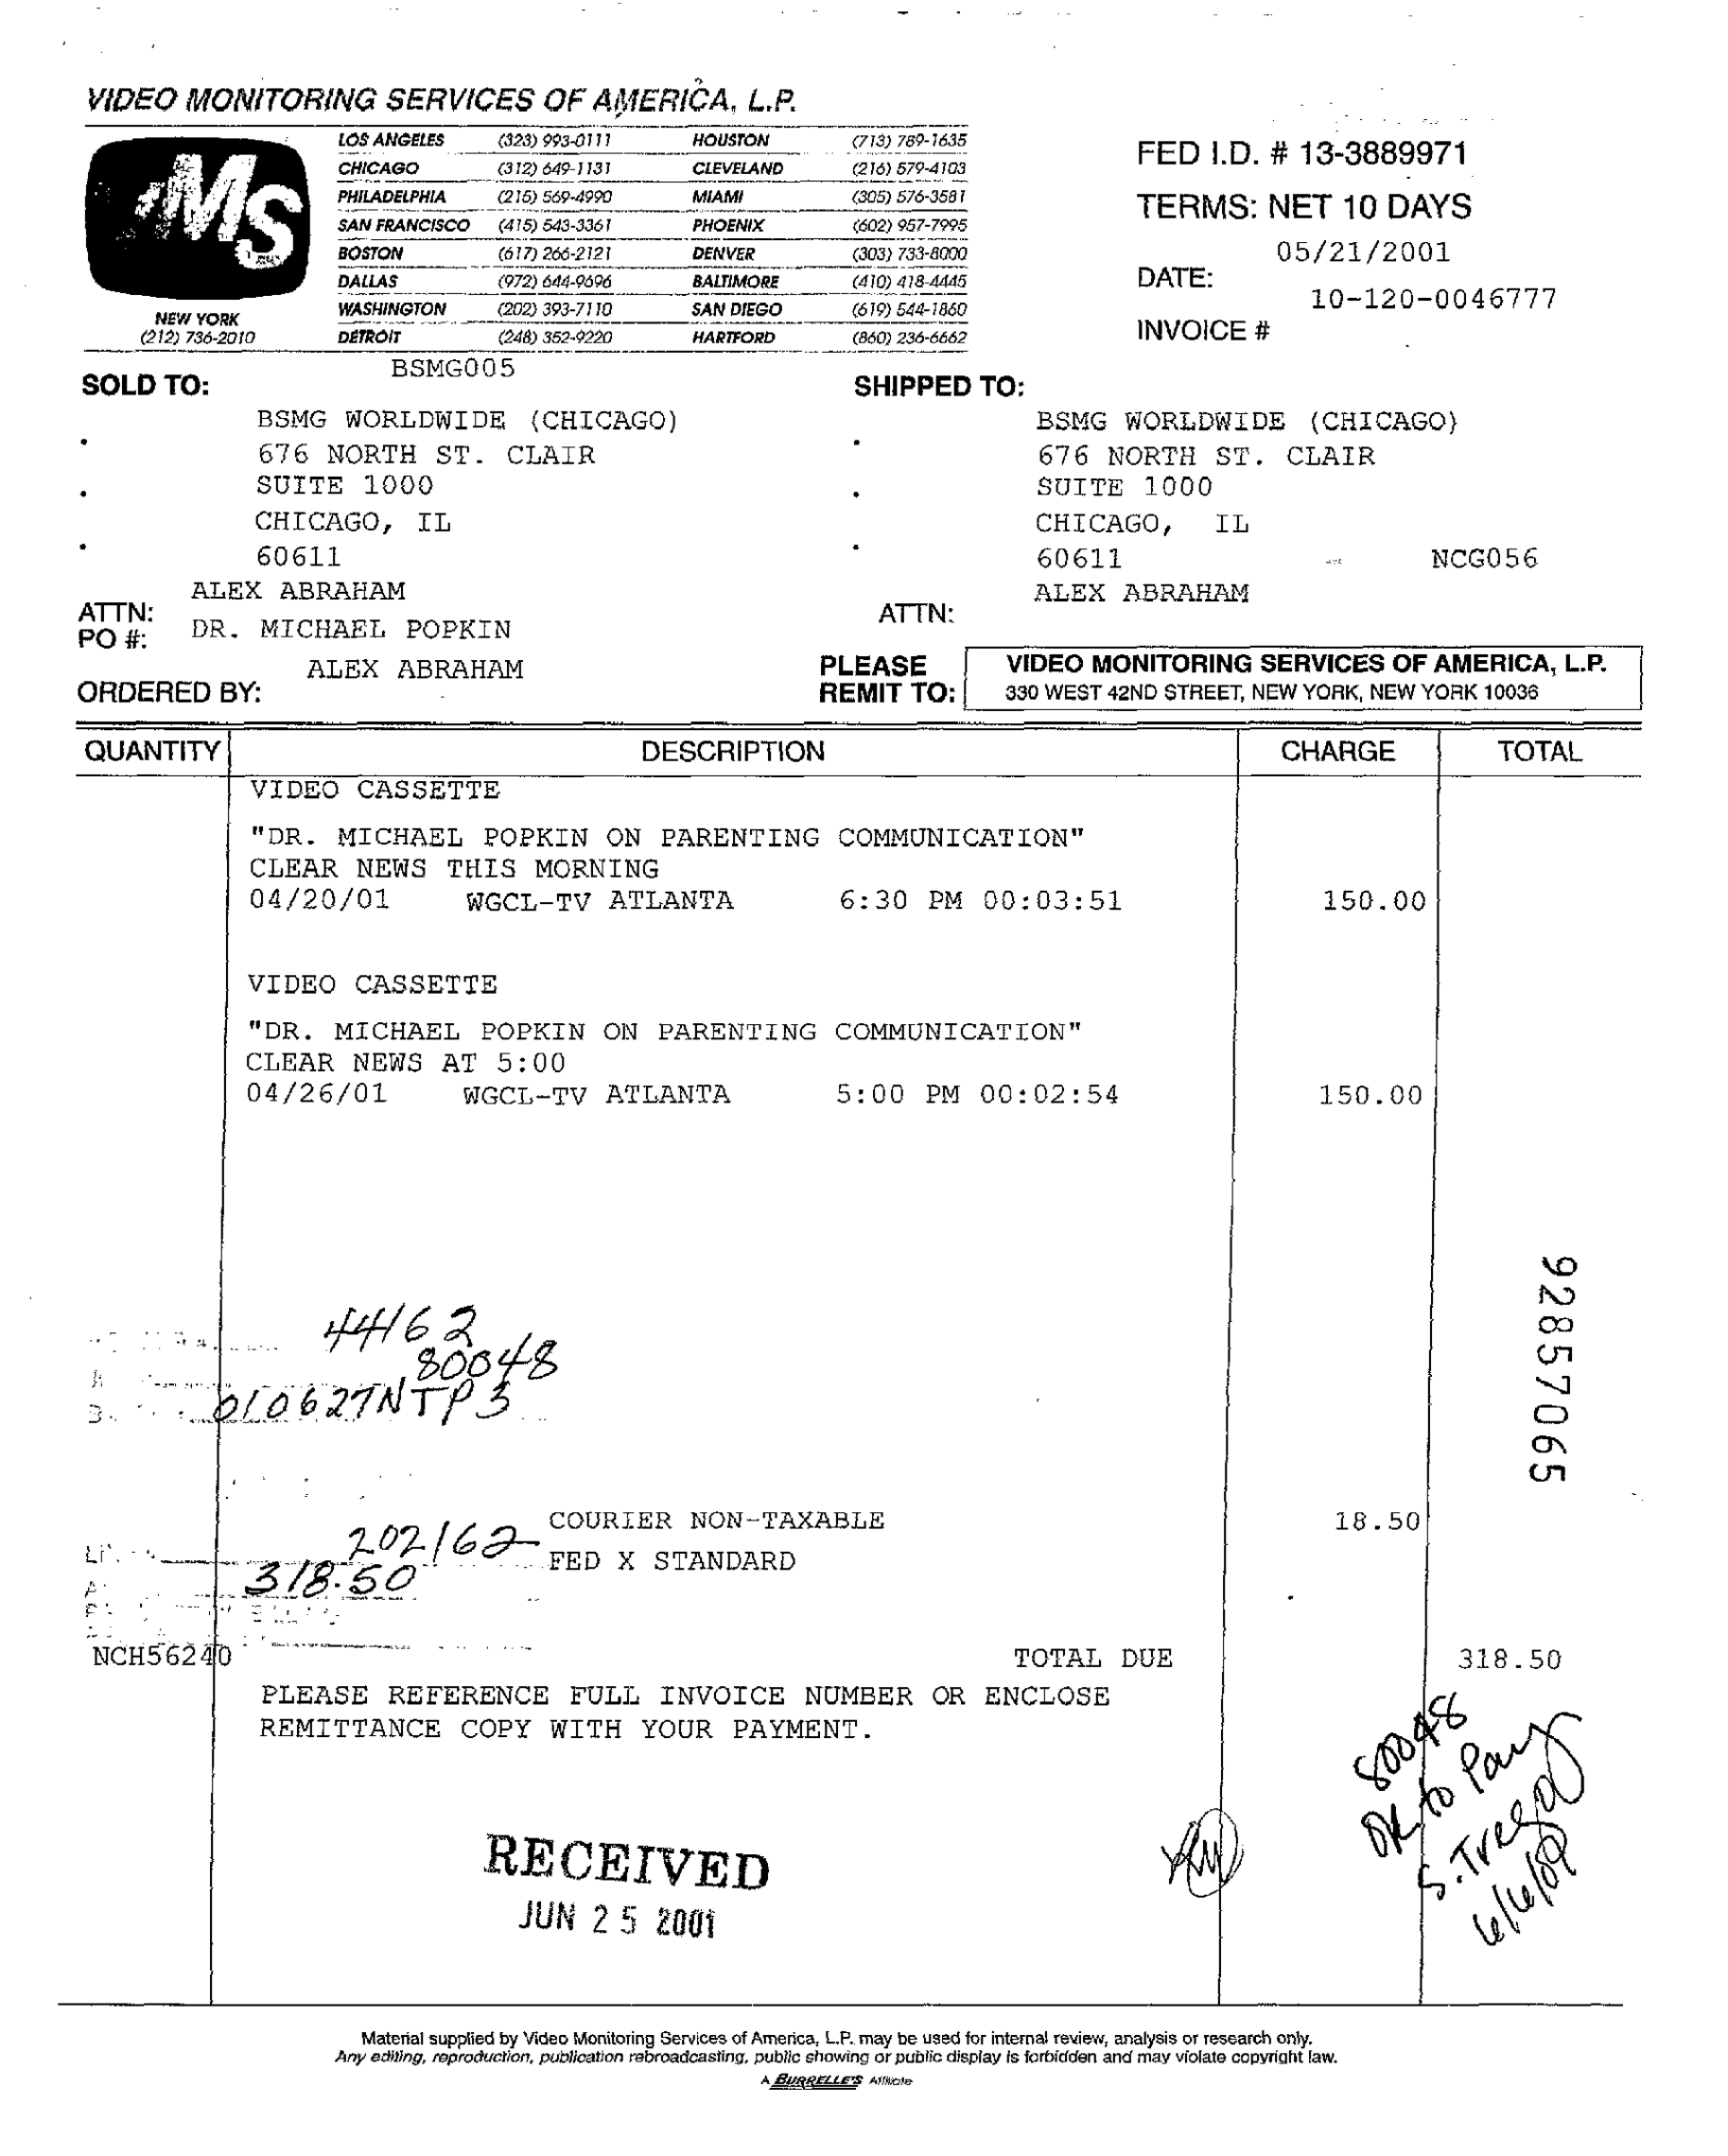 VIDEO MONITORING SERVICES OF AMERICA, L.P.
LOS ANGELES (323) 993-0111 HOUSTON (713) 789-1635
CHICAGO (312) 649-1131 CLEVELAND (216) 579-4103
PHILADELPHIA (215) 569-4990 MIAMI (305) 576-3581
SAN FRANCISCO (415) 543-3361 PHOENIX (602) 957-7995
BOSTON (617) 266-2121 DENVER (303) 733-8000
DALLAS (972) 644-9696 BALTIMORE (410) 418-4445
WASHINGTON (202) 393-7110 SAN DIEGO (619) 544-1860
DETROIT (248) 352-9220 HARTFORD (860) 236-6662
NEW YORK
(212) 736-2010
FED I.D. # 13-3889971
TERMS: NET 10 DAYS
05/21/2001
DATE:
10-120-0046777
INVOICE #
BSMG005
SOLD TO:
BSMG WORLDWIDE (CHICAGO)
676 NORTH ST. CLAIR
SUITE 1000
CHICAGO, IL
60611
ALEX ABRAHAM
ATTN:
PO #: DR. MICHAEL POPKIN
ALEX ABRAHAM
ORDERED BY:
SHIPPED TO:
BSMG WORLDWIDE (CHICAGO)
676 NORTH ST. CLAIR
SUITE 1000
CHICAGO, IL
60611 NCG056
ALEX ABRAHAM
ATTN:
PLEASE REMIT TO:
VIDEO MONITORING SERVICES OF AMERICA, L.P.
330 WEST 42ND STREET, NEW YORK, NEW YORK 10036
QUANTITY DESCRIPTION CHARGE TOTAL
VIDEO CASSETTE
"DR. MICHAEL POPKIN ON PARENTING COMMUNICATION"
CLEAR NEWS THIS MORNING
04/20/01 WGCL-TV ATLANTA 6:30 PM 00:03:51 150.00
VIDEO CASSETTE
"DR. MICHAEL POPKIN ON PARENTING COMMUNICATION"
CLEAR NEWS AT 5:00
04/26/01 WGCL-TV ATLANTA 5:00 PM 00:02:54 150.00
92857065
44162
80048
010627NTP3
202162
318.50
COURIER NON-TAXABLE 18.50
FED X STANDARD
NCH56240 TOTAL DUE 318.50
PLEASE REFERENCE FULL INVOICE NUMBER OR ENCLOSE
REMITTANCE COPY WITH YOUR PAYMENT.
80048
OK to Pay
S. Trego
RECEIVED
JUN 25 2001
Material supplied by Video Monitoring Services of America, L.P. may be used for internal review, analysis or research only.
Any editing, reproduction, publication rebroadcasting, public showing or public display is forbidden and may violate copyright law.
A BURRELLE'S Affiliate